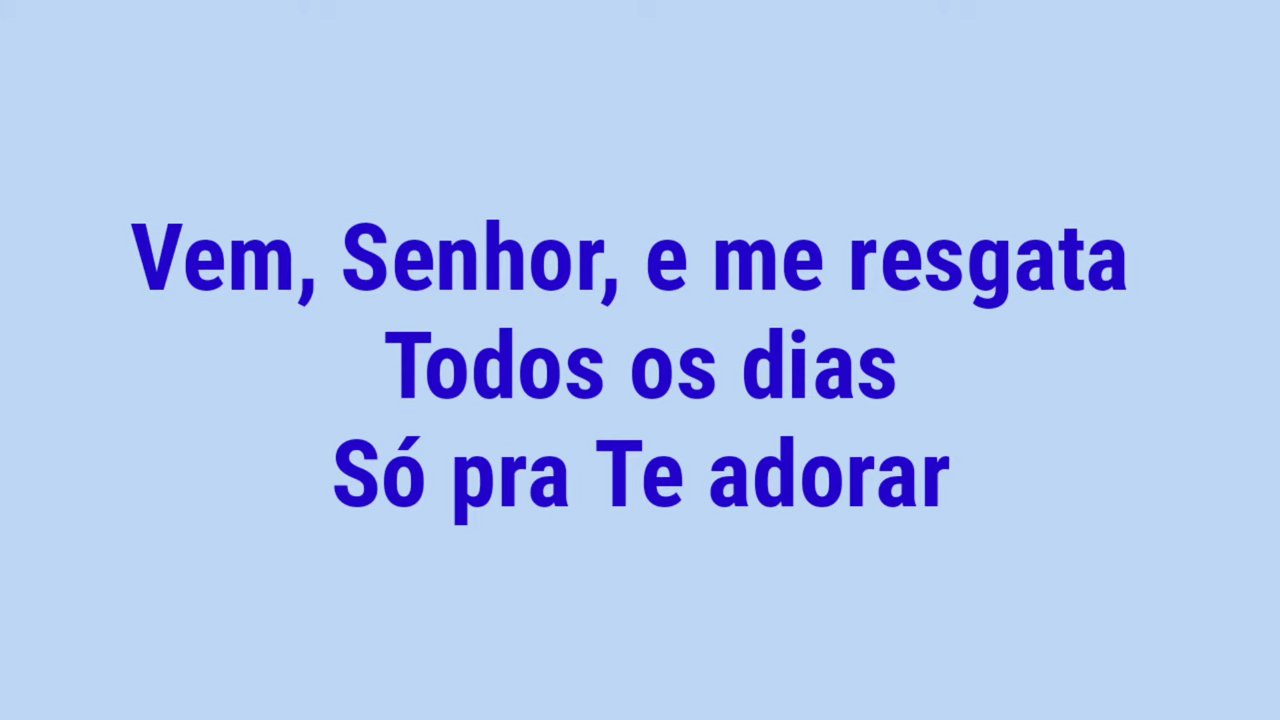 Vem, Senhor, e me resgata
Todos os dias
Só pra Te adorar